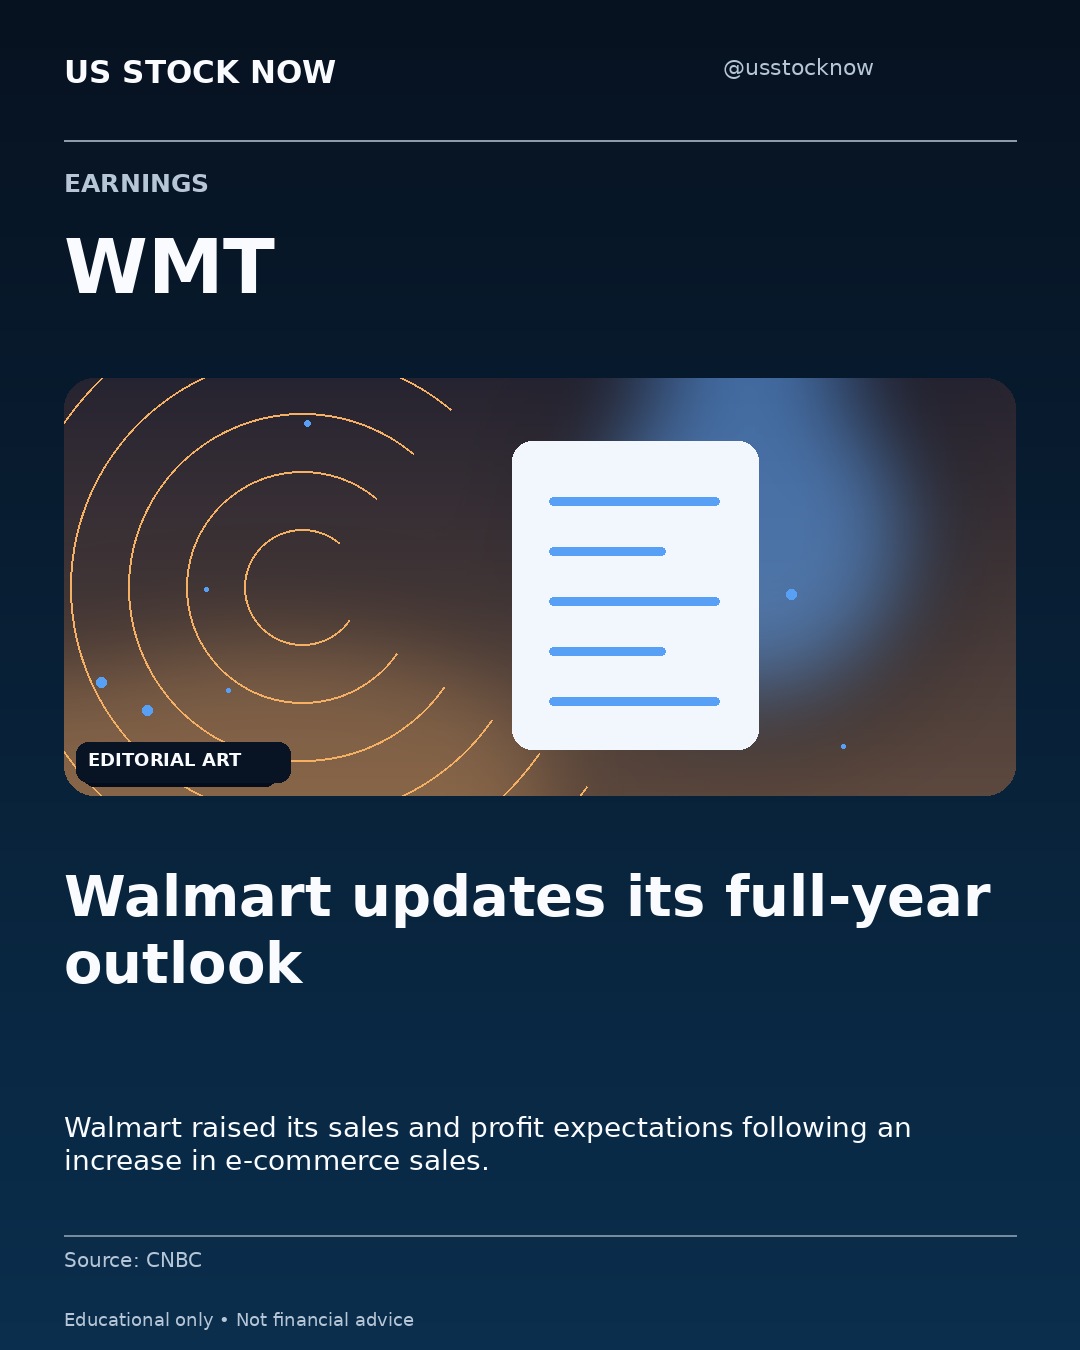 US STOCK NOW
@usstocknow
EARNINGS
WMT
EDITORIAL ART
Walmart updates its full-year
outlook
Walmart raised its sales and profit expectations following an
increase in e-commerce sales.
Source: CNBC
Educational only • Not financial advice